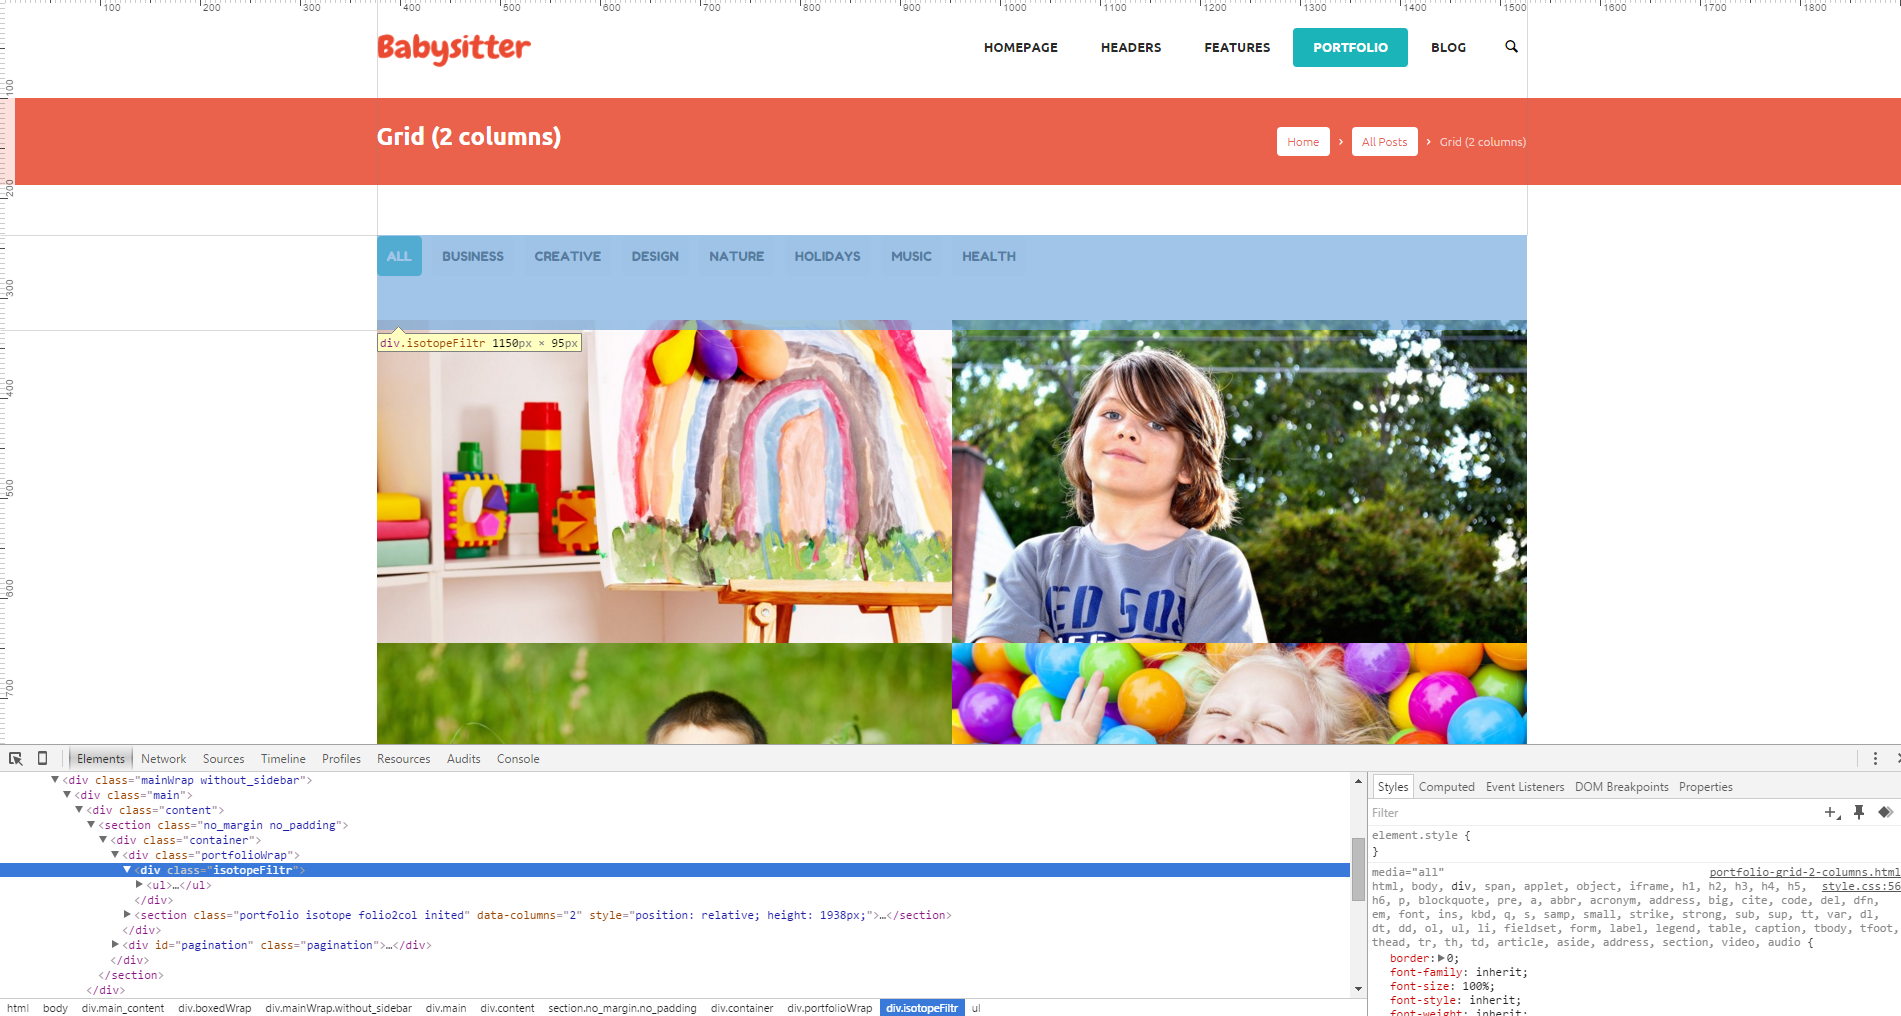 100 200 300 400 500 600 700 800 900 1000 1100 1200 1300 1400 1500 1600 1700 1800
Babysitter
HOMEPAGE HEADERS FEATURES PORTFOLIO BLOG
100
Grid (2 columns)
Home › All Posts › Grid (2 columns)
200
ALL BUSINESS CREATIVE DESIGN NATURE HOLIDAYS MUSIC HEALTH
300
div.isotopeFiltr 1150px × 95px
400
500
600
700
ED SOX
Elements Network Sources Timeline Profiles Resources Audits Console
<div class="mainWrap without_sidebar">
<div class="main">
<div class="content">
<section class="no_margin no_padding">
<div class="container">
<div class="portfolioWrap">
<div class="isotopeFiltr">
<ul>…</ul>
</div>
<section class="portfolio isotope folio2col inited" data-columns="2" style="position: relative; height: 1938px;">…</section>
</div>
<div id="pagination" class="pagination">…</div>
</div>
</section>
</div>
html body div.main_content div.boxedWrap div.mainWrap.without_sidebar div.main div.content section.no_margin.no_padding div.container div.portfolioWrap div.isotopeFiltr ul
Styles Computed Event Listeners DOM Breakpoints Properties
Filter
element.style {
}
media="all" portfolio-grid-2-columns.html
html, body, div, span, applet, object, iframe, h1, h2, h3, h4, h5, style.css:56
h6, p, blockquote, pre, a, abbr, acronym, address, big, cite, code, del, dfn,
em, font, ins, kbd, q, s, samp, small, strike, strong, sub, sup, tt, var, dl,
dt, dd, ol, ul, li, fieldset, form, label, legend, table, caption, tbody, tfoot,
thead, tr, th, td, article, aside, address, section, video, audio {
border: 0;
font-family: inherit;
font-size: 100%;
font-style: inherit;
font-weight: inherit;